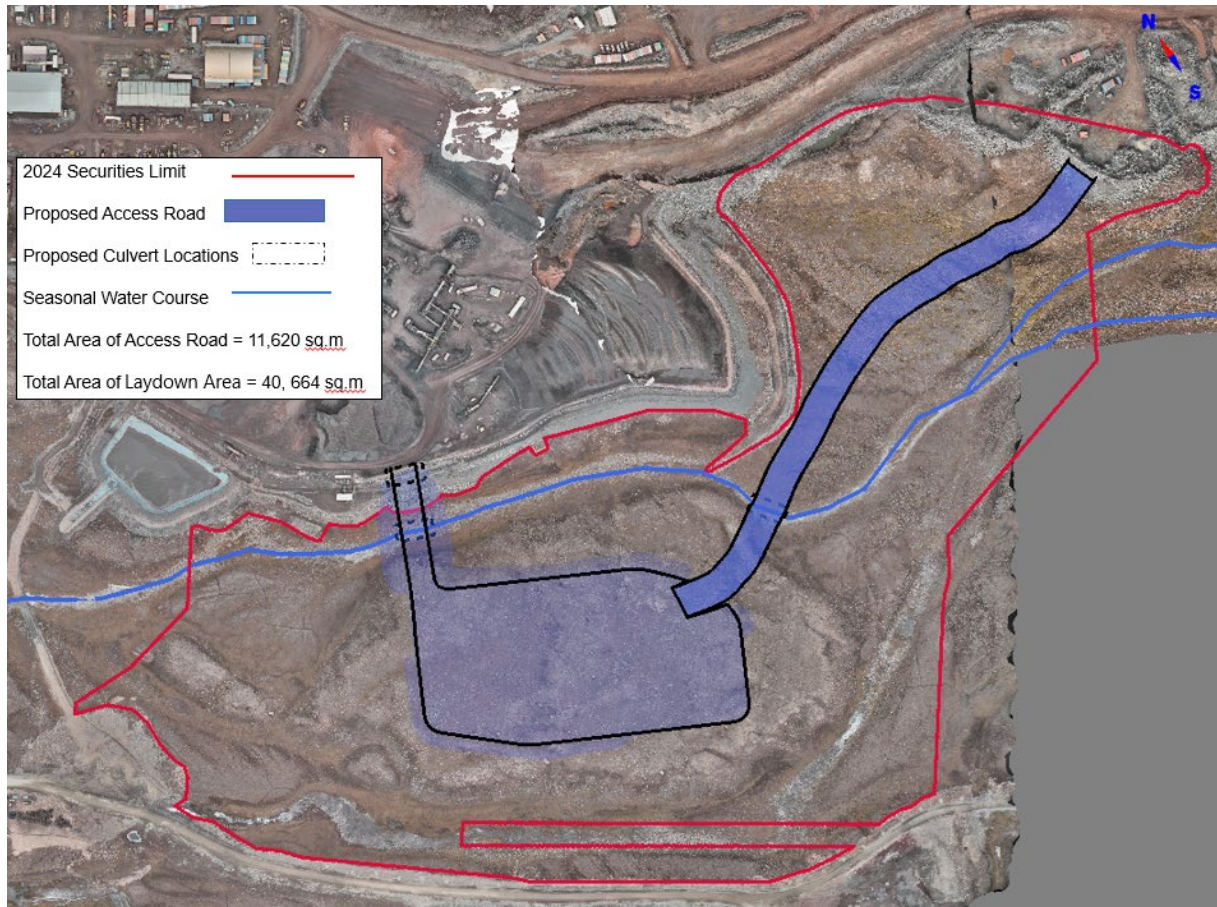 N
S
2024 Securities Limit
Proposed Access Road
Proposed Culvert Locations
Seasonal Water Course
Total Area of Access Road = 11,620 sq.m
Total Area of Laydown Area = 40, 664 sq.m